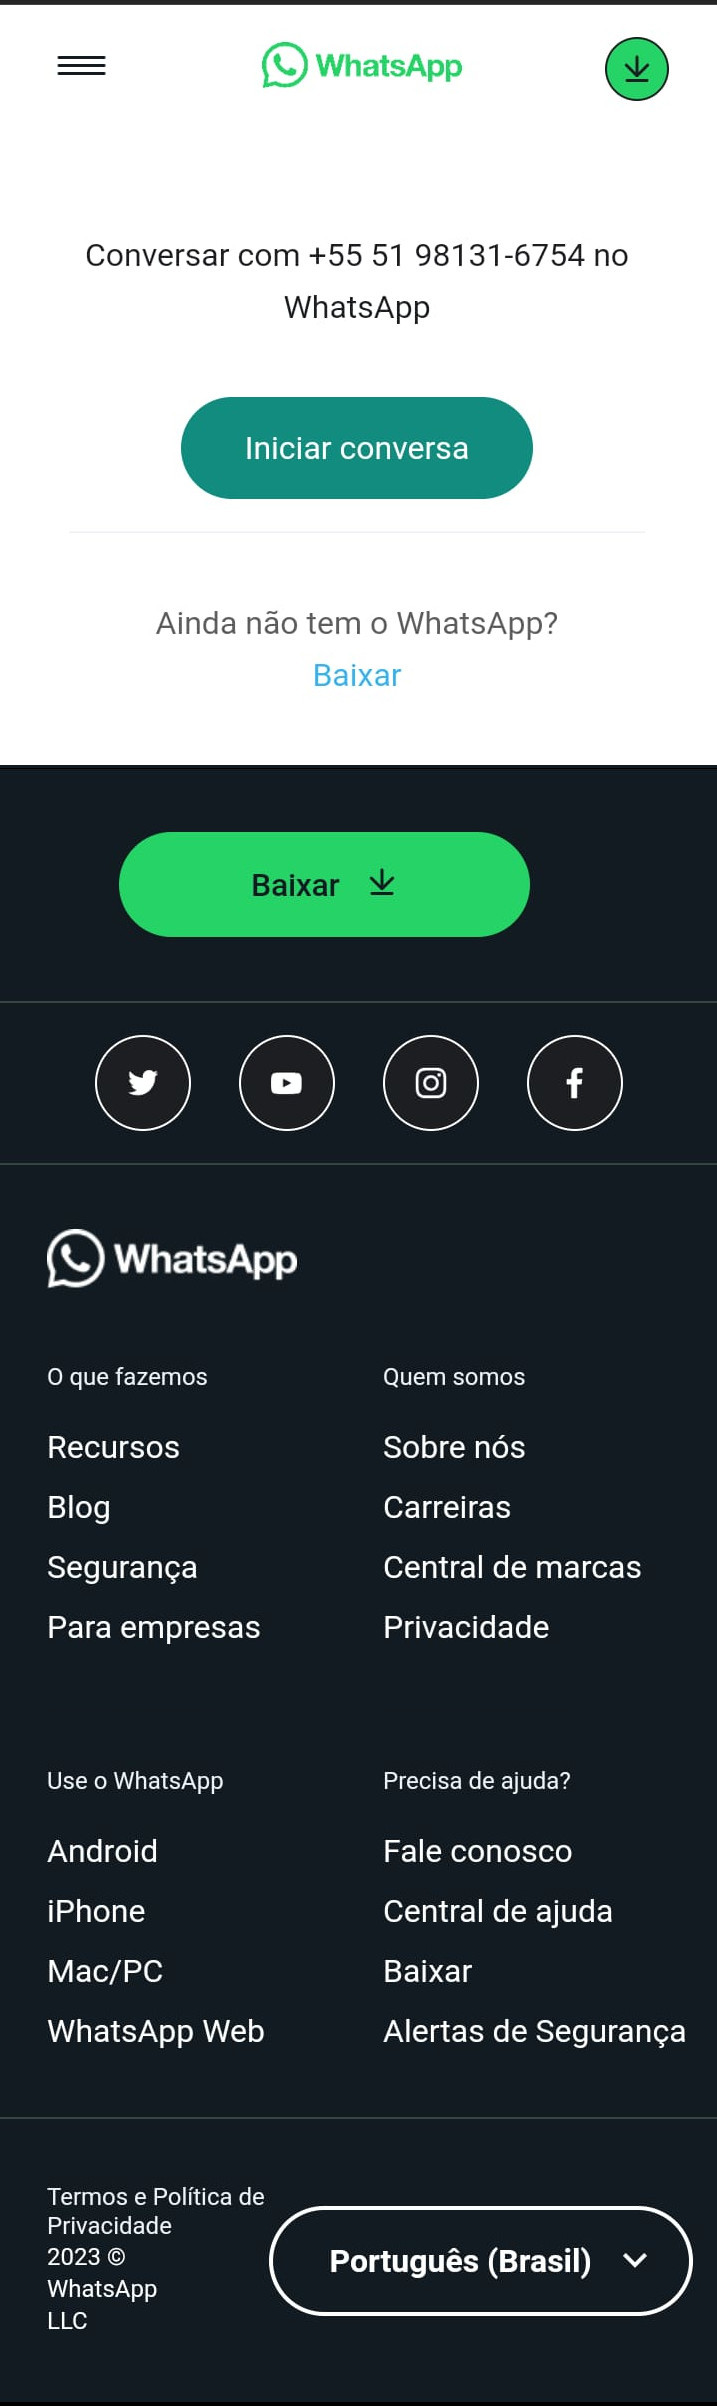 WhatsApp
Conversar com +55 51 98131-6754 no
WhatsApp
Iniciar conversa
Ainda não tem o WhatsApp?
Baixar
Baixar
WhatsApp
O que fazemos
Recursos
Blog
Segurança
Para empresas
Quem somos
Sobre nós
Carreiras
Central de marcas
Privacidade
Use o WhatsApp
Android
iPhone
Mac/PC
WhatsApp Web
Precisa de ajuda?
Fale conosco
Central de ajuda
Baixar
Alertas de Segurança
Termos e Política de
Privacidade
2023 ©
WhatsApp
LLC
Português (Brasil)